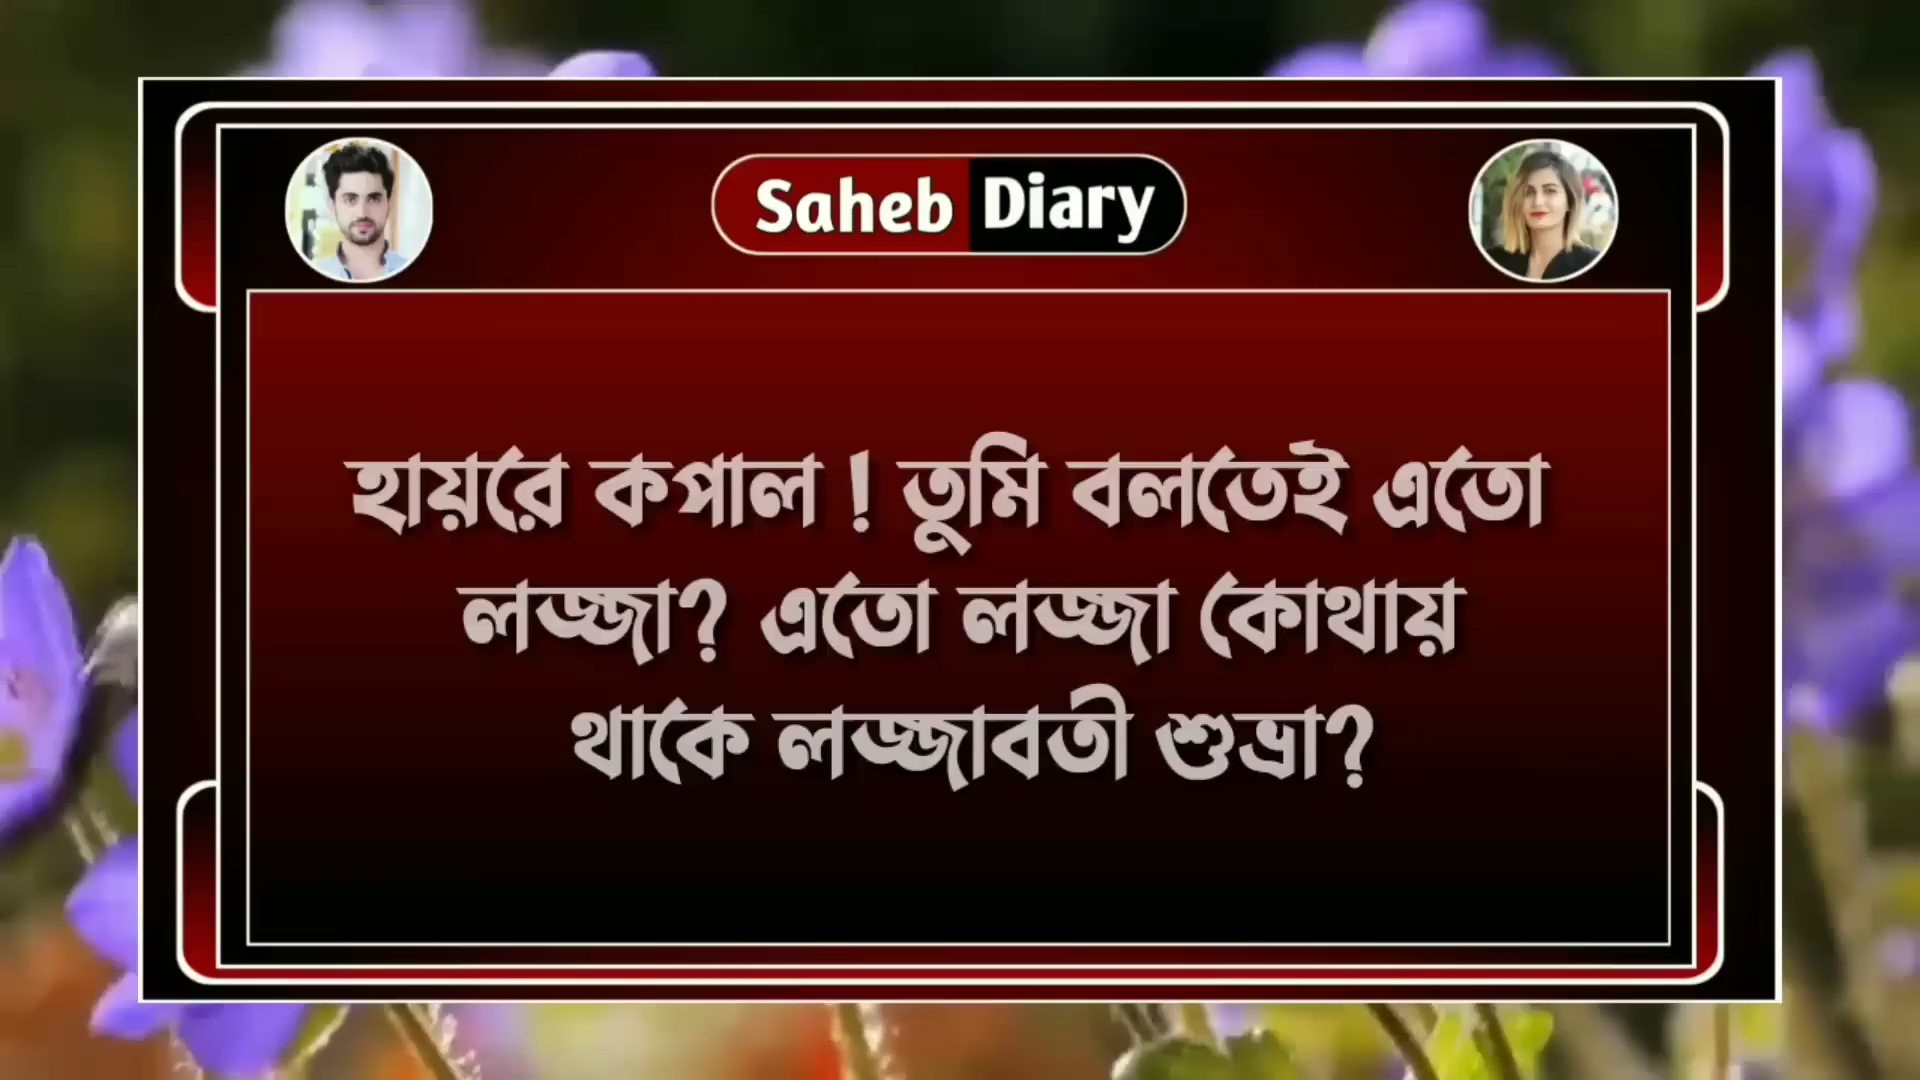 Saheb Diary
হায়রে কপাল ! তুমি বলতেই এতো
লজ্জা? এতো লজ্জা কোথায়
থাকে লজ্জাবতী শুভ্রা?